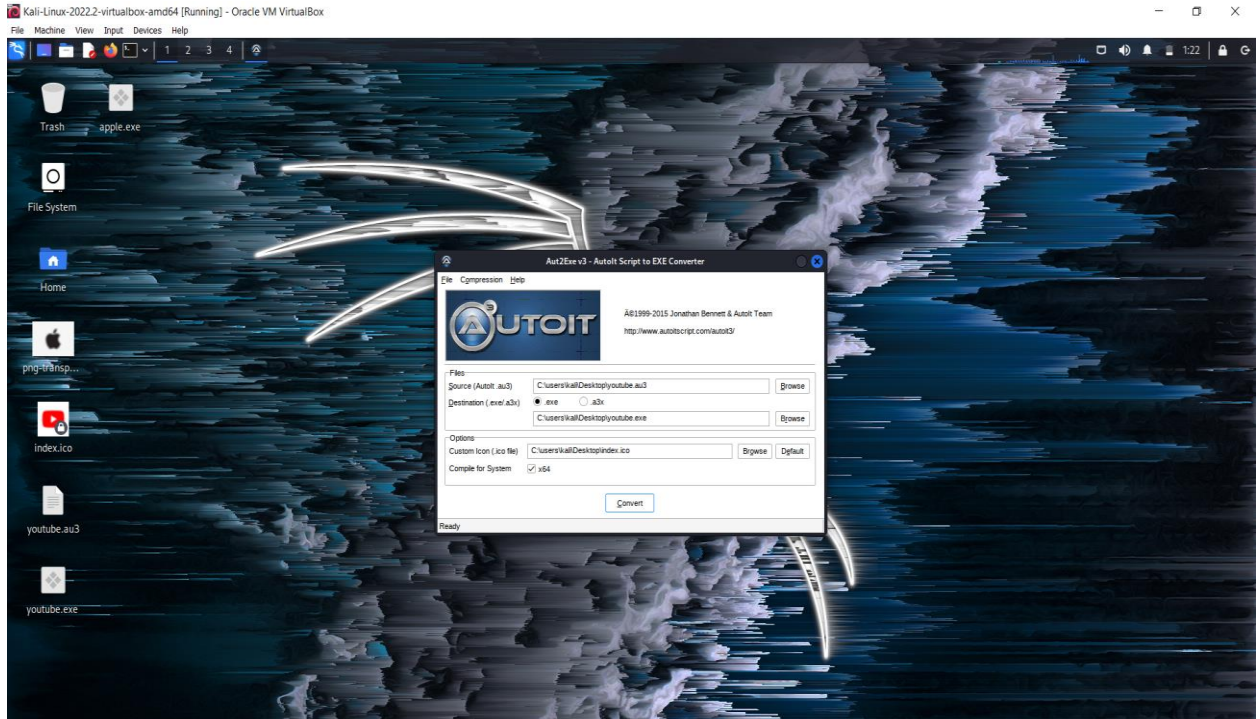 Kali-Linux-2022.2-virtualbox-amd64 [Running] - Oracle VM VirtualBox
File Machine View Input Devices Help
1 2 3 4 1:22
Trash apple.exe
File System
Home
png-transp...
index.ico
youtube.au3
youtube.exe
Aut2Exe v3 - AutoIt Script to EXE Converter
File Compression Help
AUTOIT 3
Â©1999-2015 Jonathan Bennett & AutoIt Team
http://www.autoitscript.com/autoit3/
Files
Source (AutoIt .au3) C:\users\kali\Desktop\youtube.au3 Browse
Destination (.exe/.a3x) .exe .a3x
C:\users\kali\Desktop\youtube.exe Browse
Options
Custom Icon (.ico file) C:\users\kali\Desktop\index.ico Browse Default
Compile for System x64
Convert
Ready